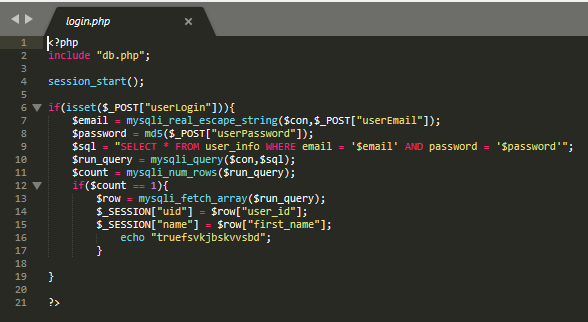 login.php
1 <?php
2 include "db.php";
3
4 session_start();
5
6 if(isset($_POST["userLogin"])){
7 $email = mysqli_real_escape_string($con,$_POST["userEmail"]);
8 $password = md5($_POST["userPassword"]);
9 $sql = "SELECT * FROM user_info WHERE email = '$email' AND password = '$password'";
10 $run_query = mysqli_query($con,$sql);
11 $count = mysqli_num_rows($run_query);
12 if($count == 1){
13 $row = mysqli_fetch_array($run_query);
14 $_SESSION["uid"] = $row["user_id"];
15 $_SESSION["name"] = $row["first_name"];
16 echo "truefsvkjbskvvsbd";
17 }
18
19 }
20
21 ?>